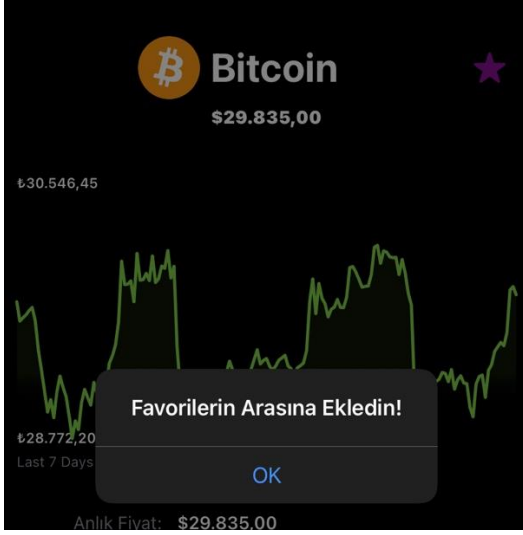 Bitcoin
$29.835,00
₺30.546,45
Favorilerin Arasına Ekledin!
₺28.772,20
Last 7 Days
OK
Anlık Fiyat: $29.835,00